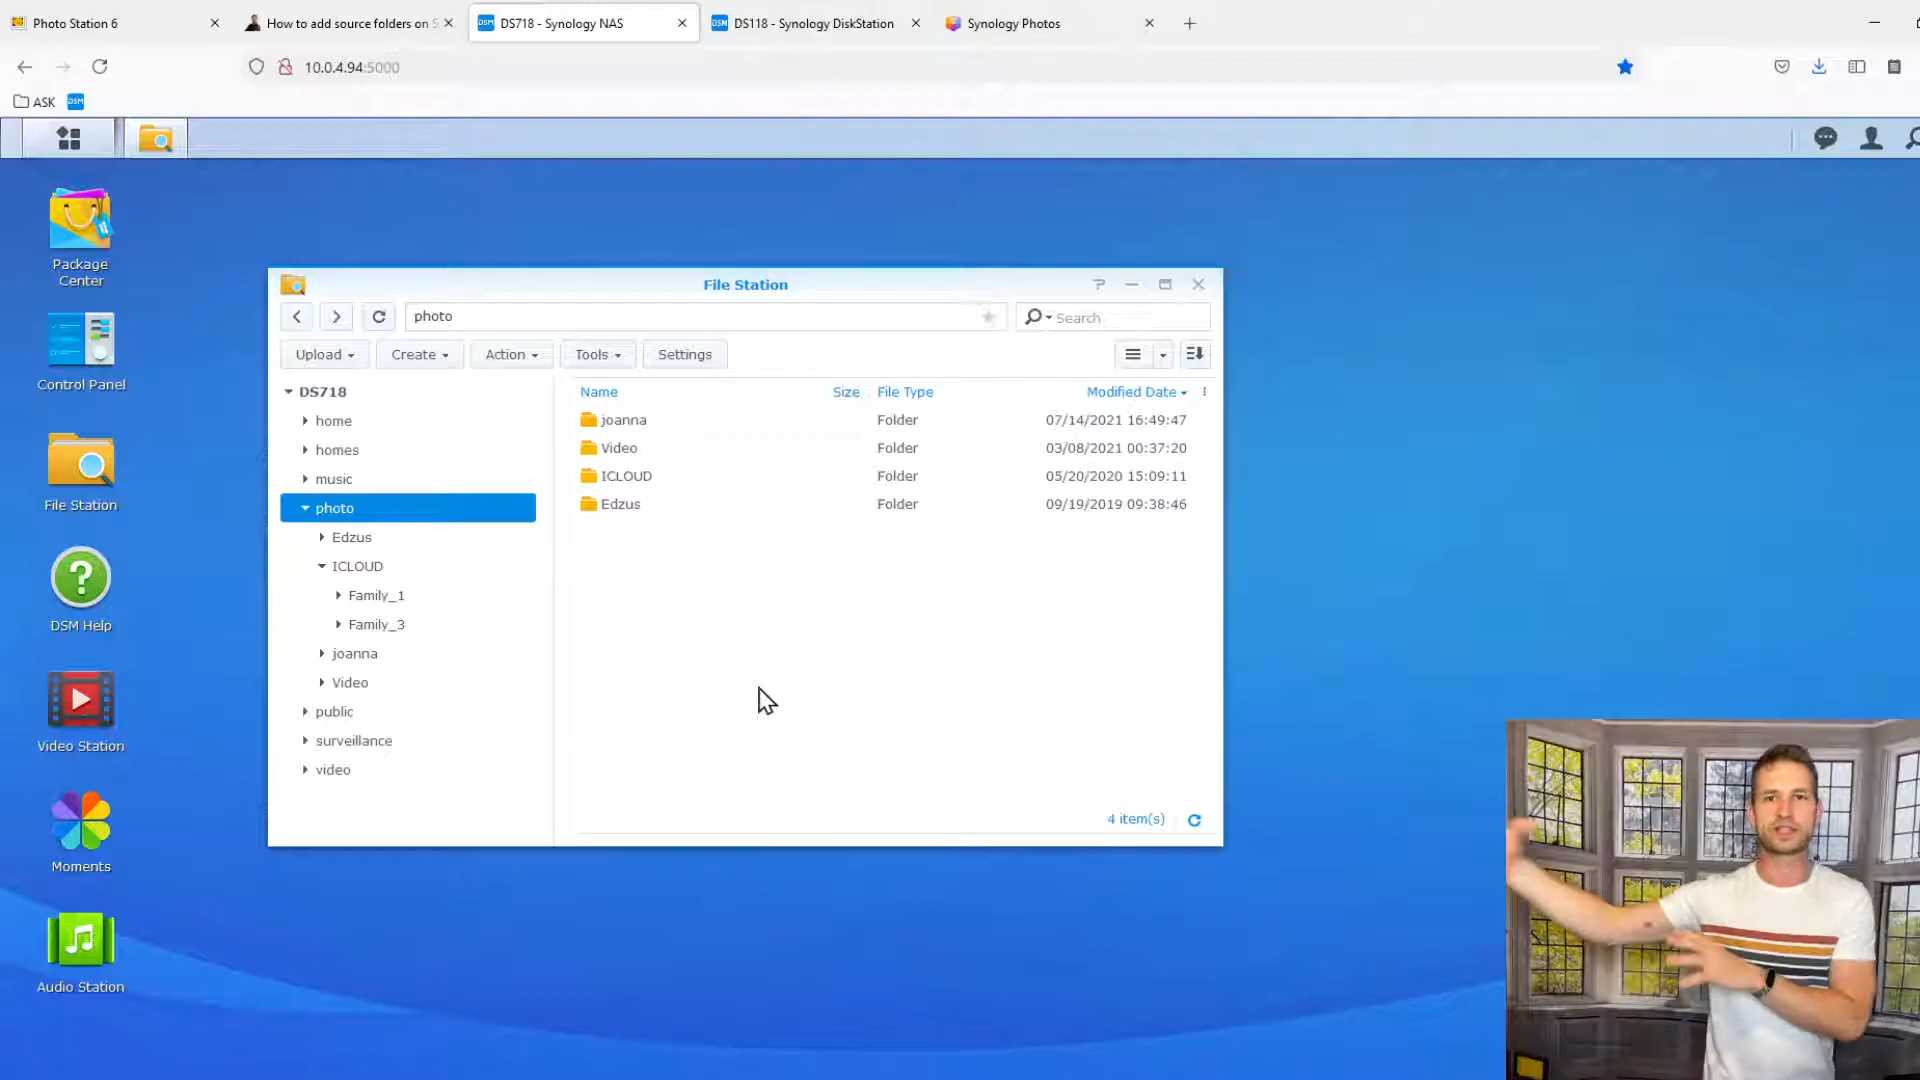 Photo Station 6
How to add source folders on S
DS718 - Synology NAS
DS118 - Synology DiskStation
Synology Photos
10.0.4.94:5000
ASK
DSM
Package
Center
Control Panel
File Station
DSM Help
Video Station
Moments
Audio Station
File Station
photo
Search
Upload
Create
Action
Tools
Settings
DS718
home
homes
music
photo
Edzus
ICLOUD
Family_1
Family_3
joanna
Video
public
surveillance
video
Name Size File Type Modified Date
joanna Folder 07/14/2021 16:49:47
Video Folder 03/08/2021 00:37:20
ICLOUD Folder 05/20/2020 15:09:11
Edzus Folder 09/19/2019 09:38:46
4 item(s)